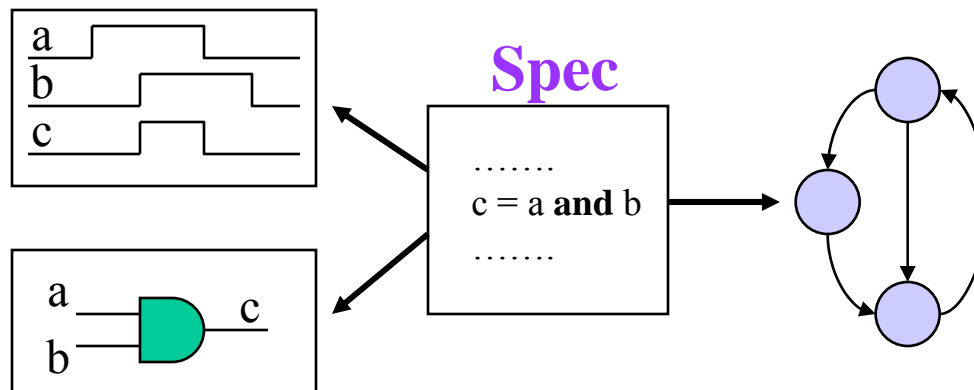 a
b
c
Spec
.......
c = a and b
.......
a
b
c